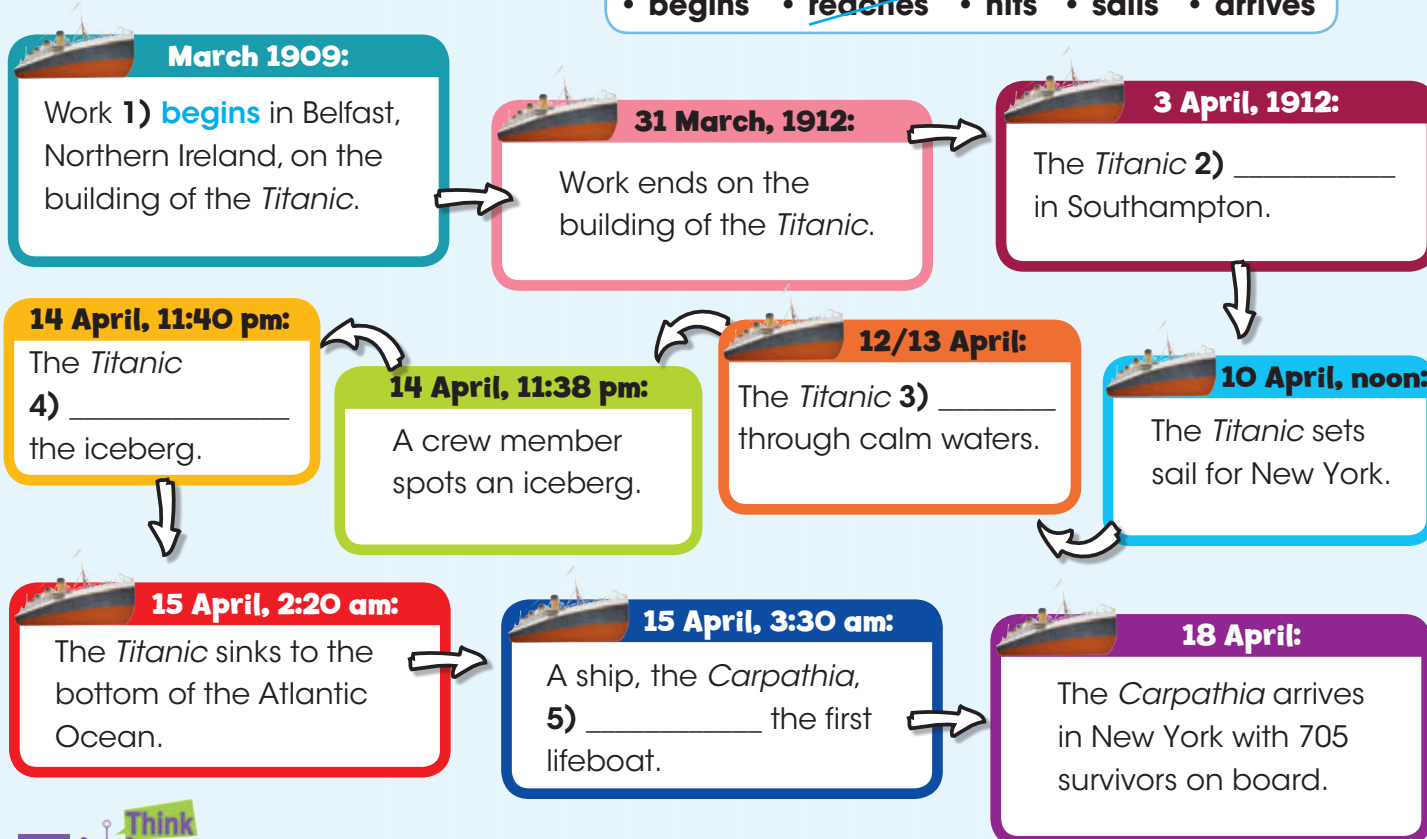 • begins • reaches • hits • sails • arrives
March 1909:
Work 1) begins in Belfast,
Northern Ireland, on the
building of the Titanic.
31 March, 1912:
Work ends on the
building of the Titanic.
3 April, 1912:
The Titanic 2) ___________
in Southampton.
10 April, noon:
The Titanic sets
sail for New York.
12/13 April:
The Titanic 3) ________
through calm waters.
14 April, 11:38 pm:
A crew member
spots an iceberg.
14 April, 11:40 pm:
The Titanic
4) _______________
the iceberg.
15 April, 2:20 am:
The Titanic sinks to the
bottom of the Atlantic
Ocean.
15 April, 3:30 am:
A ship, the Carpathia,
5) ____________ the first
lifeboat.
18 April:
The Carpathia arrives
in New York with 705
survivors on board.
Think